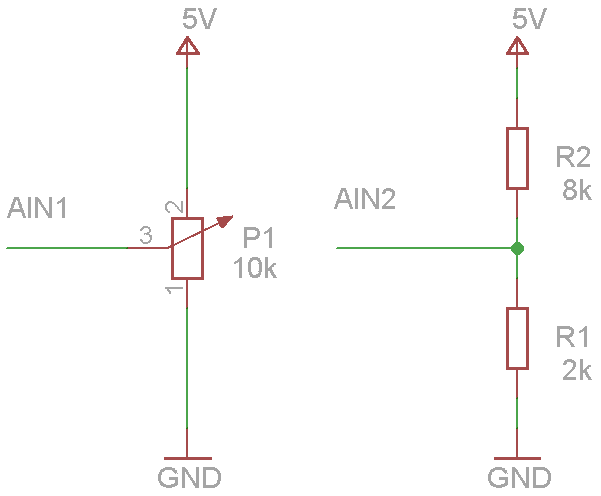 5V
AIN1
2
3
P1
10k
1
GND
5V
R2
8k
AIN2
R1
2k
GND